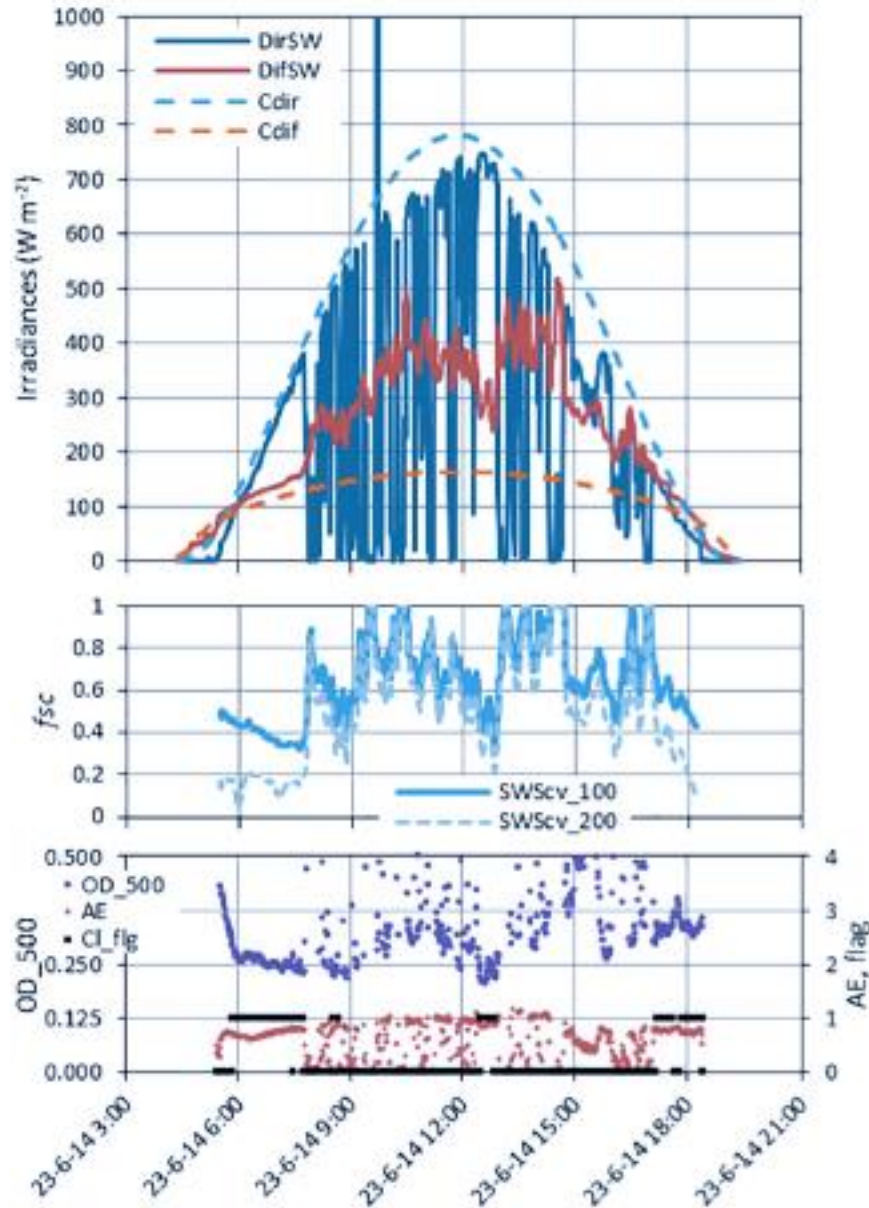 1000
900
800
700
600
500
400
300
200
100
0
Irradiances (W m⁻²)
DirSW
DifSW
Cdir
Cdif
1
0.8
0.6
0.4
0.2
0
fsc
SWScv_100
SWScv_200
0.500
0.250
0.125
0.000
OD_500
OD_500
AE
Cl_flg
4
3
2
1
0
AE, flag
23-6-14 3:00
23-6-14 6:00
23-6-14 9:00
23-6-14 12:00
23-6-14 15:00
23-6-14 18:00
23-6-14 21:00